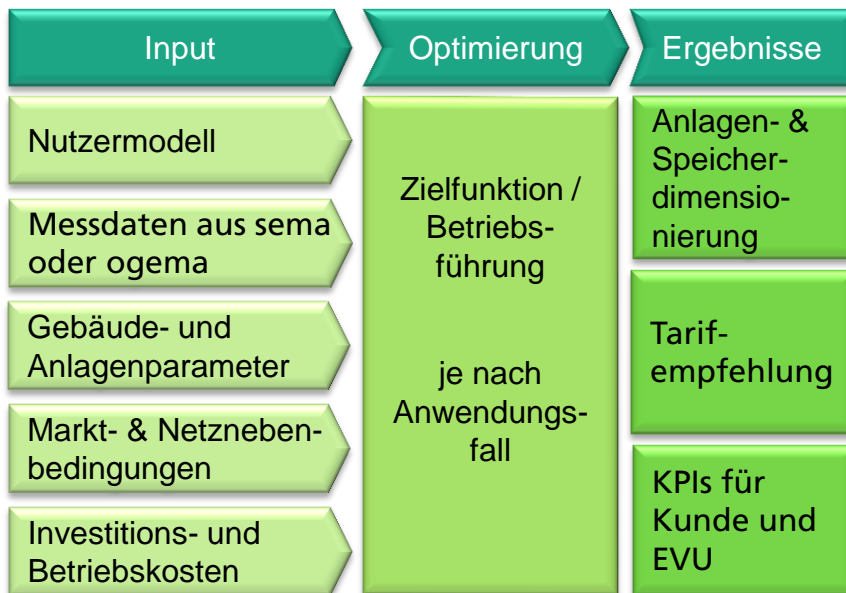 Input
Optimierung
Ergebnisse
Nutzermodell
Messdaten aus sema
oder ogema
Gebäude- und
Anlagenparameter
Markt- & Netzneben-
bedingungen
Investitions- und
Betriebskosten
Zielfunktion /
Betriebs-
führung
je nach
Anwendungs-
fall
Anlagen- &
Speicher-
dimensio-
nierung
Tarif-
empfehlung
KPIs für
Kunde und
EVU